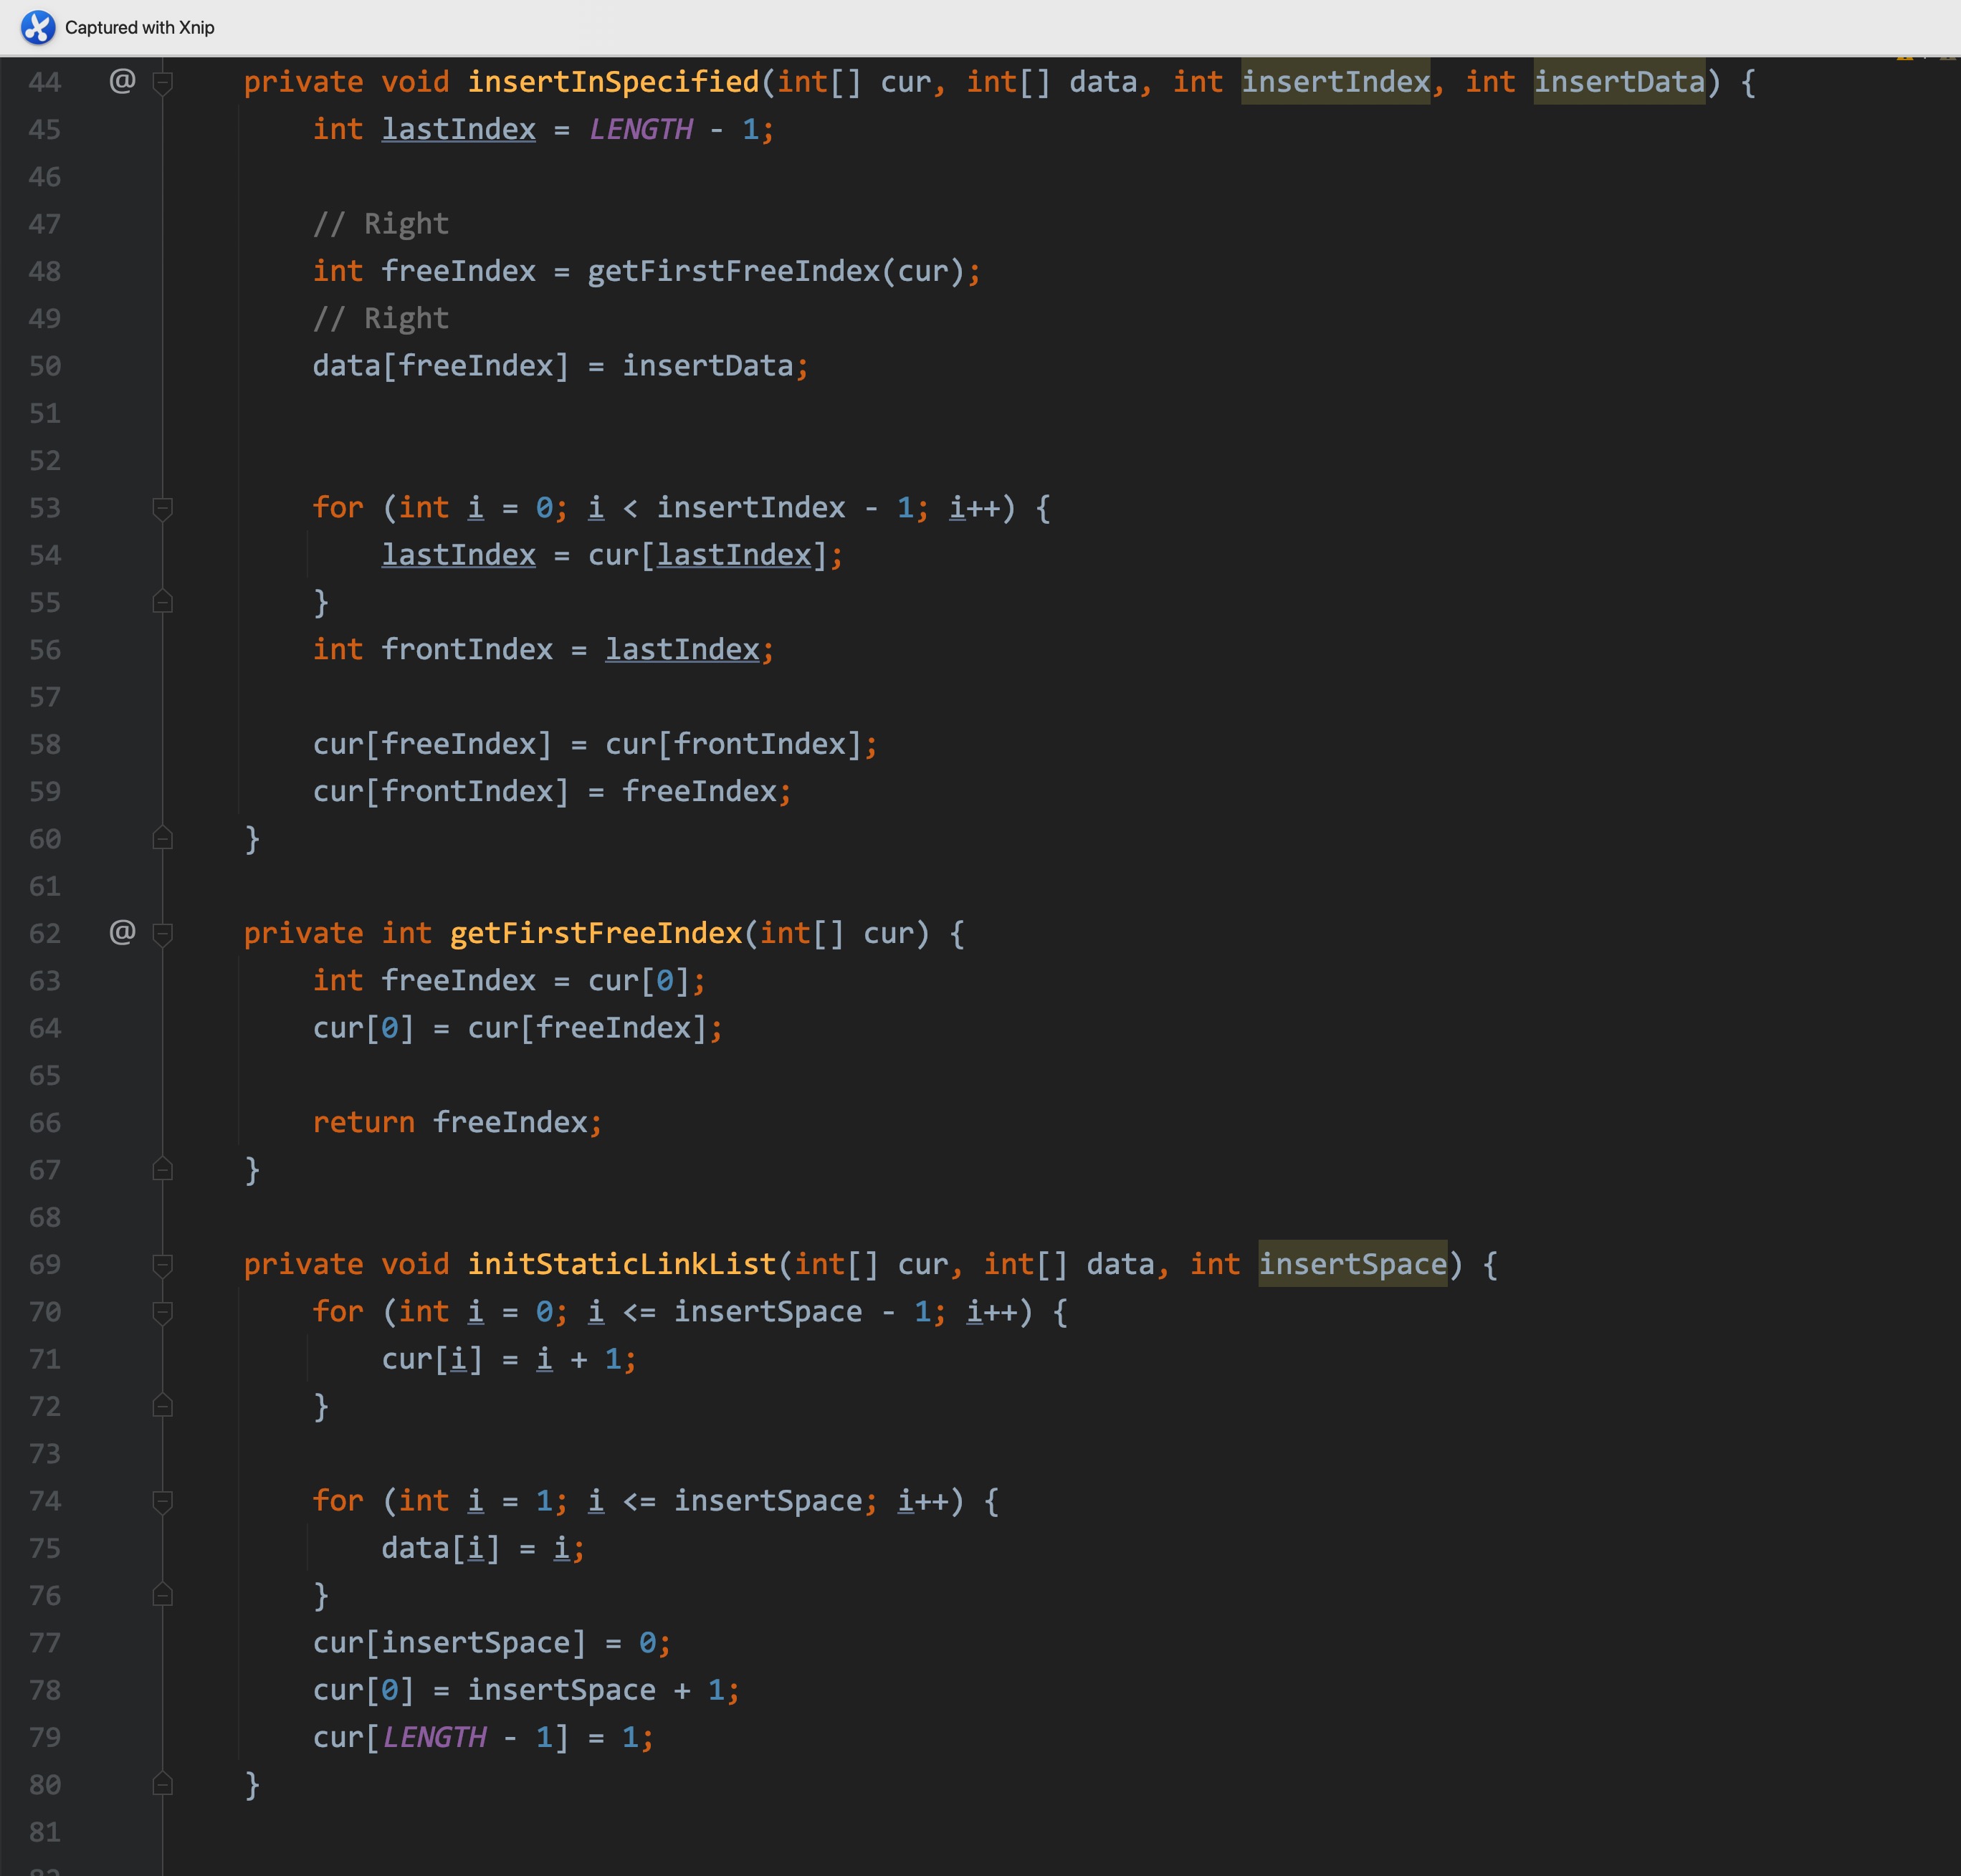 Captured with Xnip
44 @ private void insertInSpecified(int[] cur, int[] data, int insertIndex, int insertData) {
45 int lastIndex = LENGTH - 1;
46
47 // Right
48 int freeIndex = getFirstFreeIndex(cur);
49 // Right
50 data[freeIndex] = insertData;
51
52
53 for (int i = 0; i < insertIndex - 1; i++) {
54 lastIndex = cur[lastIndex];
55 }
56 int frontIndex = lastIndex;
57
58 cur[freeIndex] = cur[frontIndex];
59 cur[frontIndex] = freeIndex;
60 }
61
62 @ private int getFirstFreeIndex(int[] cur) {
63 int freeIndex = cur[0];
64 cur[0] = cur[freeIndex];
65
66 return freeIndex;
67 }
68
69 private void initStaticLinkList(int[] cur, int[] data, int insertSpace) {
70 for (int i = 0; i <= insertSpace - 1; i++) {
71 cur[i] = i + 1;
72 }
73
74 for (int i = 1; i <= insertSpace; i++) {
75 data[i] = i;
76 }
77 cur[insertSpace] = 0;
78 cur[0] = insertSpace + 1;
79 cur[LENGTH - 1] = 1;
80 }
81